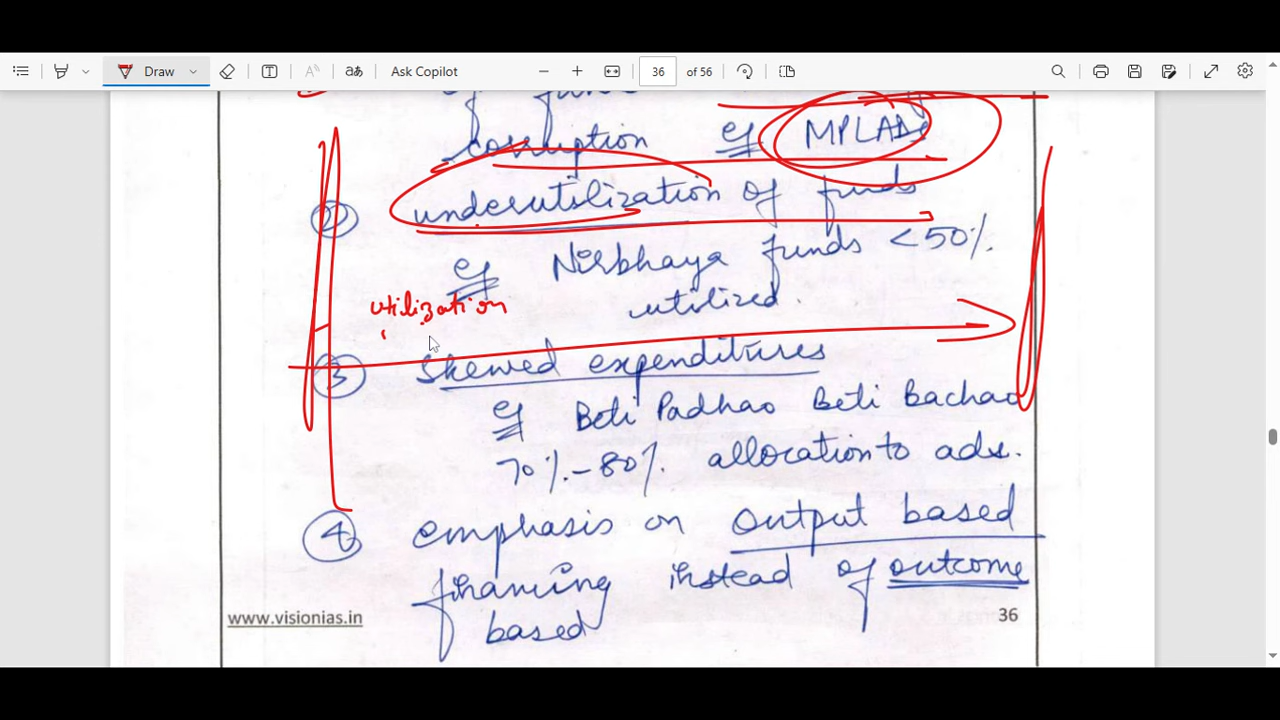 Draw
Ask Copilot
36 of 56
corruption eg MPLADs
② underutilization of funds
eg Nirbhaya funds <50%
utilization
utilized.
③ Skewed expenditures
eg Beti Padhao Beti bachao
70%-80% allocation to ads.
④ emphasis on output based
financing instead of outcome
based
www.visionias.in
36